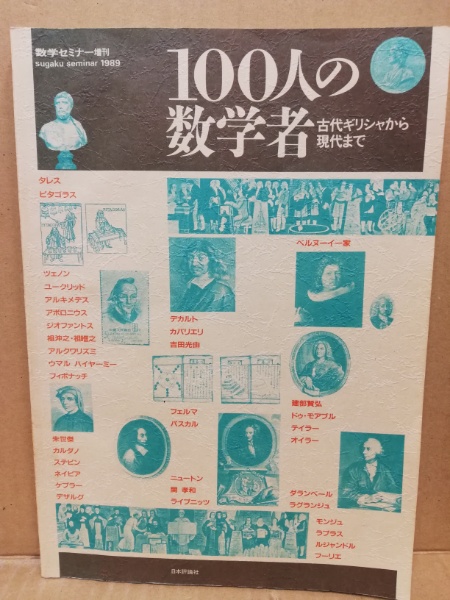 数学セミナー増刊
sugaku seminar 1989
100人の
数学者
古代ギリシャから
現代まで
タレス
ピタゴラス
ツェノン
ユークリッド
アルキメデス
アポロニウス
ジオファントス
祖沖之・祖暅之
アルクワリズミ
ウマル ハイヤーミー
フィボナッチ
朱世傑
カルダノ
ステビン
ネイピア
ケプラー
デザルグ
デカルト
カバリエリ
吉田光由
フェルマ
パスカル
ニュートン
関 孝和
ライプニッツ
ベルヌーイ一家
建部賢弘
ドゥ・モアブル
テイラー
オイラー
ダランベール
ラグランジュ
モンジュ
ラプラス
ルジャンドル
フーリエ
日本評論社